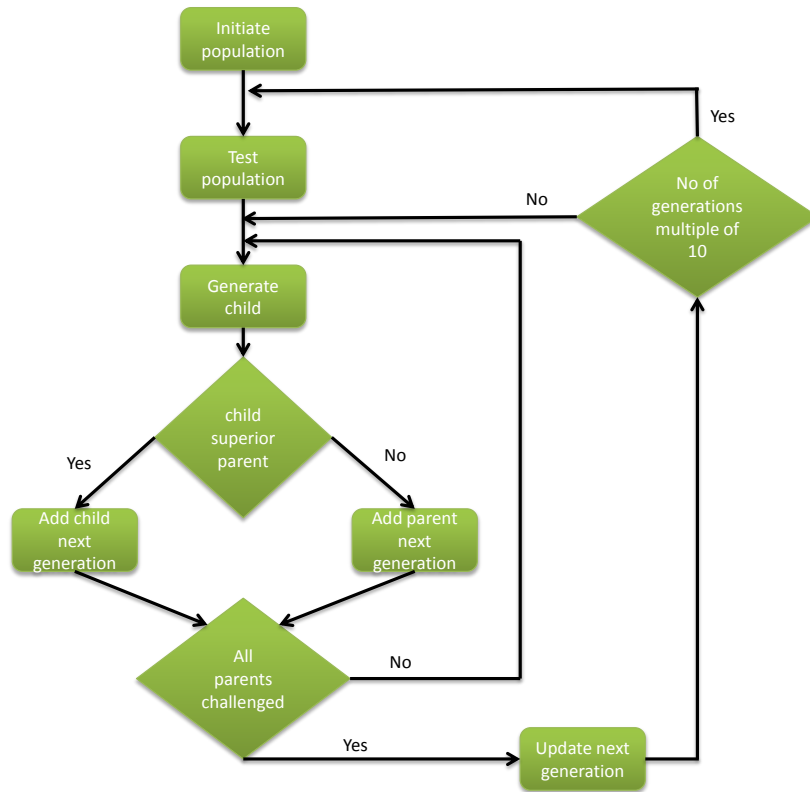 Initiate
population
Yes
Test
population
No
No of
generations
multiple of
10
Generate
child
child
superior
parent
Yes
No
Add child
next
generation
Add parent
next
generation
All
parents
challenged
No
Yes
Update next
generation